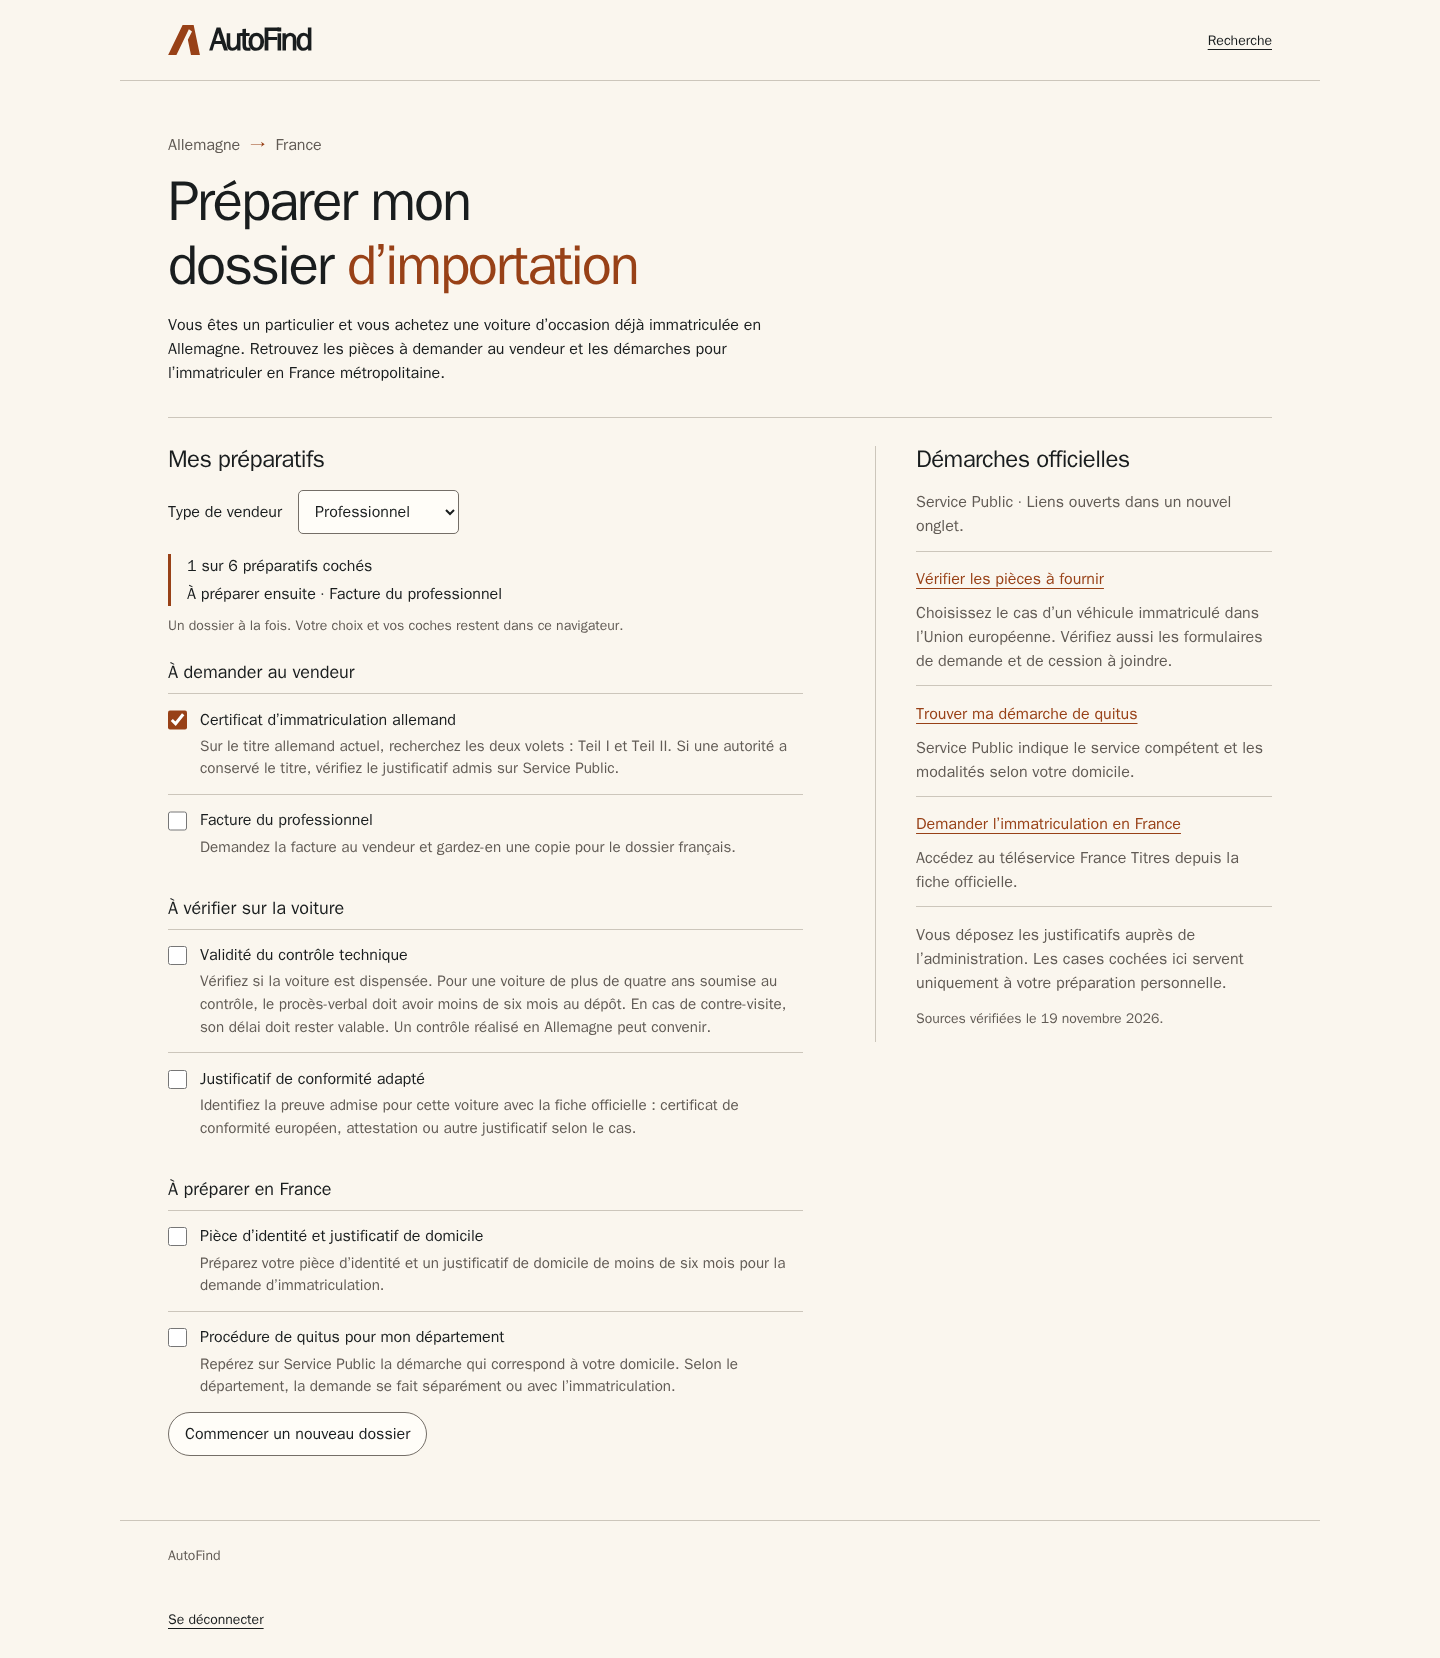 AutoFind
Recherche
Allemagne → France
Préparer mon
dossier d’importation
Vous êtes un particulier et vous achetez une voiture d’occasion déjà immatriculée en
Allemagne. Retrouvez les pièces à demander au vendeur et les démarches pour
l’immatriculer en France métropolitaine.
Mes préparatifs
Type de vendeur
Professionnel
1 sur 6 préparatifs cochés
À préparer ensuite · Facture du professionnel
Un dossier à la fois. Votre choix et vos coches restent dans ce navigateur.
À demander au vendeur
Certificat d’immatriculation allemand
Sur le titre allemand actuel, recherchez les deux volets : Teil I et Teil II. Si une autorité a
conservé le titre, vérifiez le justificatif admis sur Service Public.
Facture du professionnel
Demandez la facture au vendeur et gardez-en une copie pour le dossier français.
À vérifier sur la voiture
Validité du contrôle technique
Vérifiez si la voiture est dispensée. Pour une voiture de plus de quatre ans soumise au
contrôle, le procès-verbal doit avoir moins de six mois au dépôt. En cas de contre-visite,
son délai doit rester valable. Un contrôle réalisé en Allemagne peut convenir.
Justificatif de conformité adapté
Identifiez la preuve admise pour cette voiture avec la fiche officielle : certificat de
conformité européen, attestation ou autre justificatif selon le cas.
À préparer en France
Pièce d’identité et justificatif de domicile
Préparez votre pièce d’identité et un justificatif de domicile de moins de six mois pour la
demande d’immatriculation.
Procédure de quitus pour mon département
Repérez sur Service Public la démarche qui correspond à votre domicile. Selon le
département, la demande se fait séparément ou avec l’immatriculation.
Commencer un nouveau dossier
Démarches officielles
Service Public · Liens ouverts dans un nouvel
onglet.
Vérifier les pièces à fournir
Choisissez le cas d’un véhicule immatriculé dans
l’Union européenne. Vérifiez aussi les formulaires
de demande et de cession à joindre.
Trouver ma démarche de quitus
Service Public indique le service compétent et les
modalités selon votre domicile.
Demander l’immatriculation en France
Accédez au téléservice France Titres depuis la
fiche officielle.
Vous déposez les justificatifs auprès de
l’administration. Les cases cochées ici servent
uniquement à votre préparation personnelle.
Sources vérifiées le 19 novembre 2026.
AutoFind
Se déconnecter